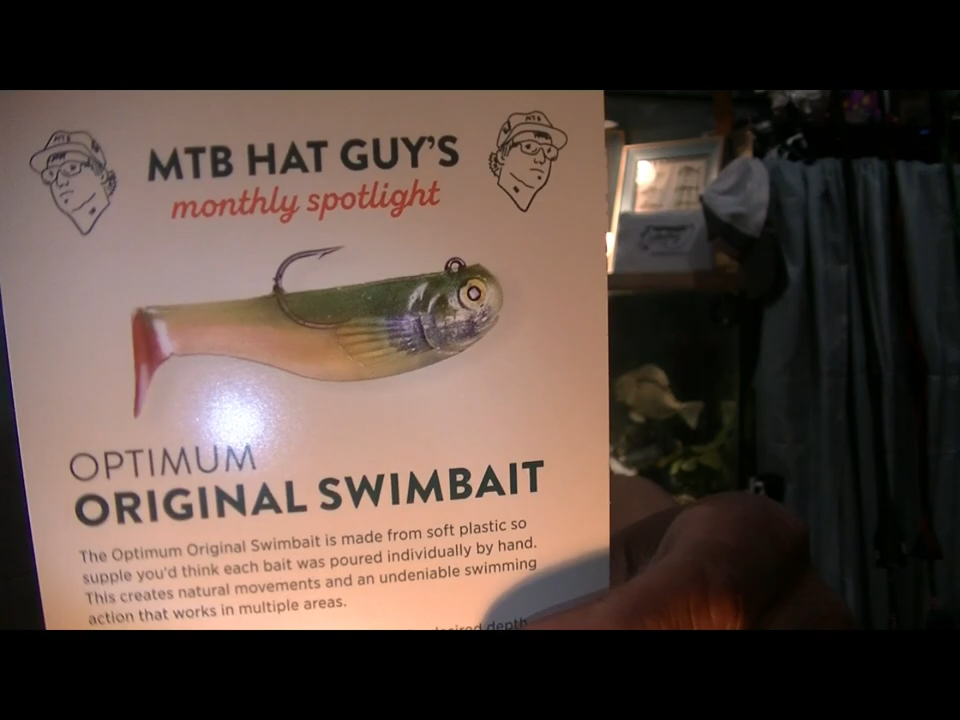 MTB HAT GUY'S
monthly spotlight
OPTIMUM
ORIGINAL SWIMBAIT
The Optimum Original Swimbait is made from soft plastic so
supple you'd think each bait was poured individually by hand.
This creates natural movements and an undeniable swimming
action that works in multiple areas.
desired depth